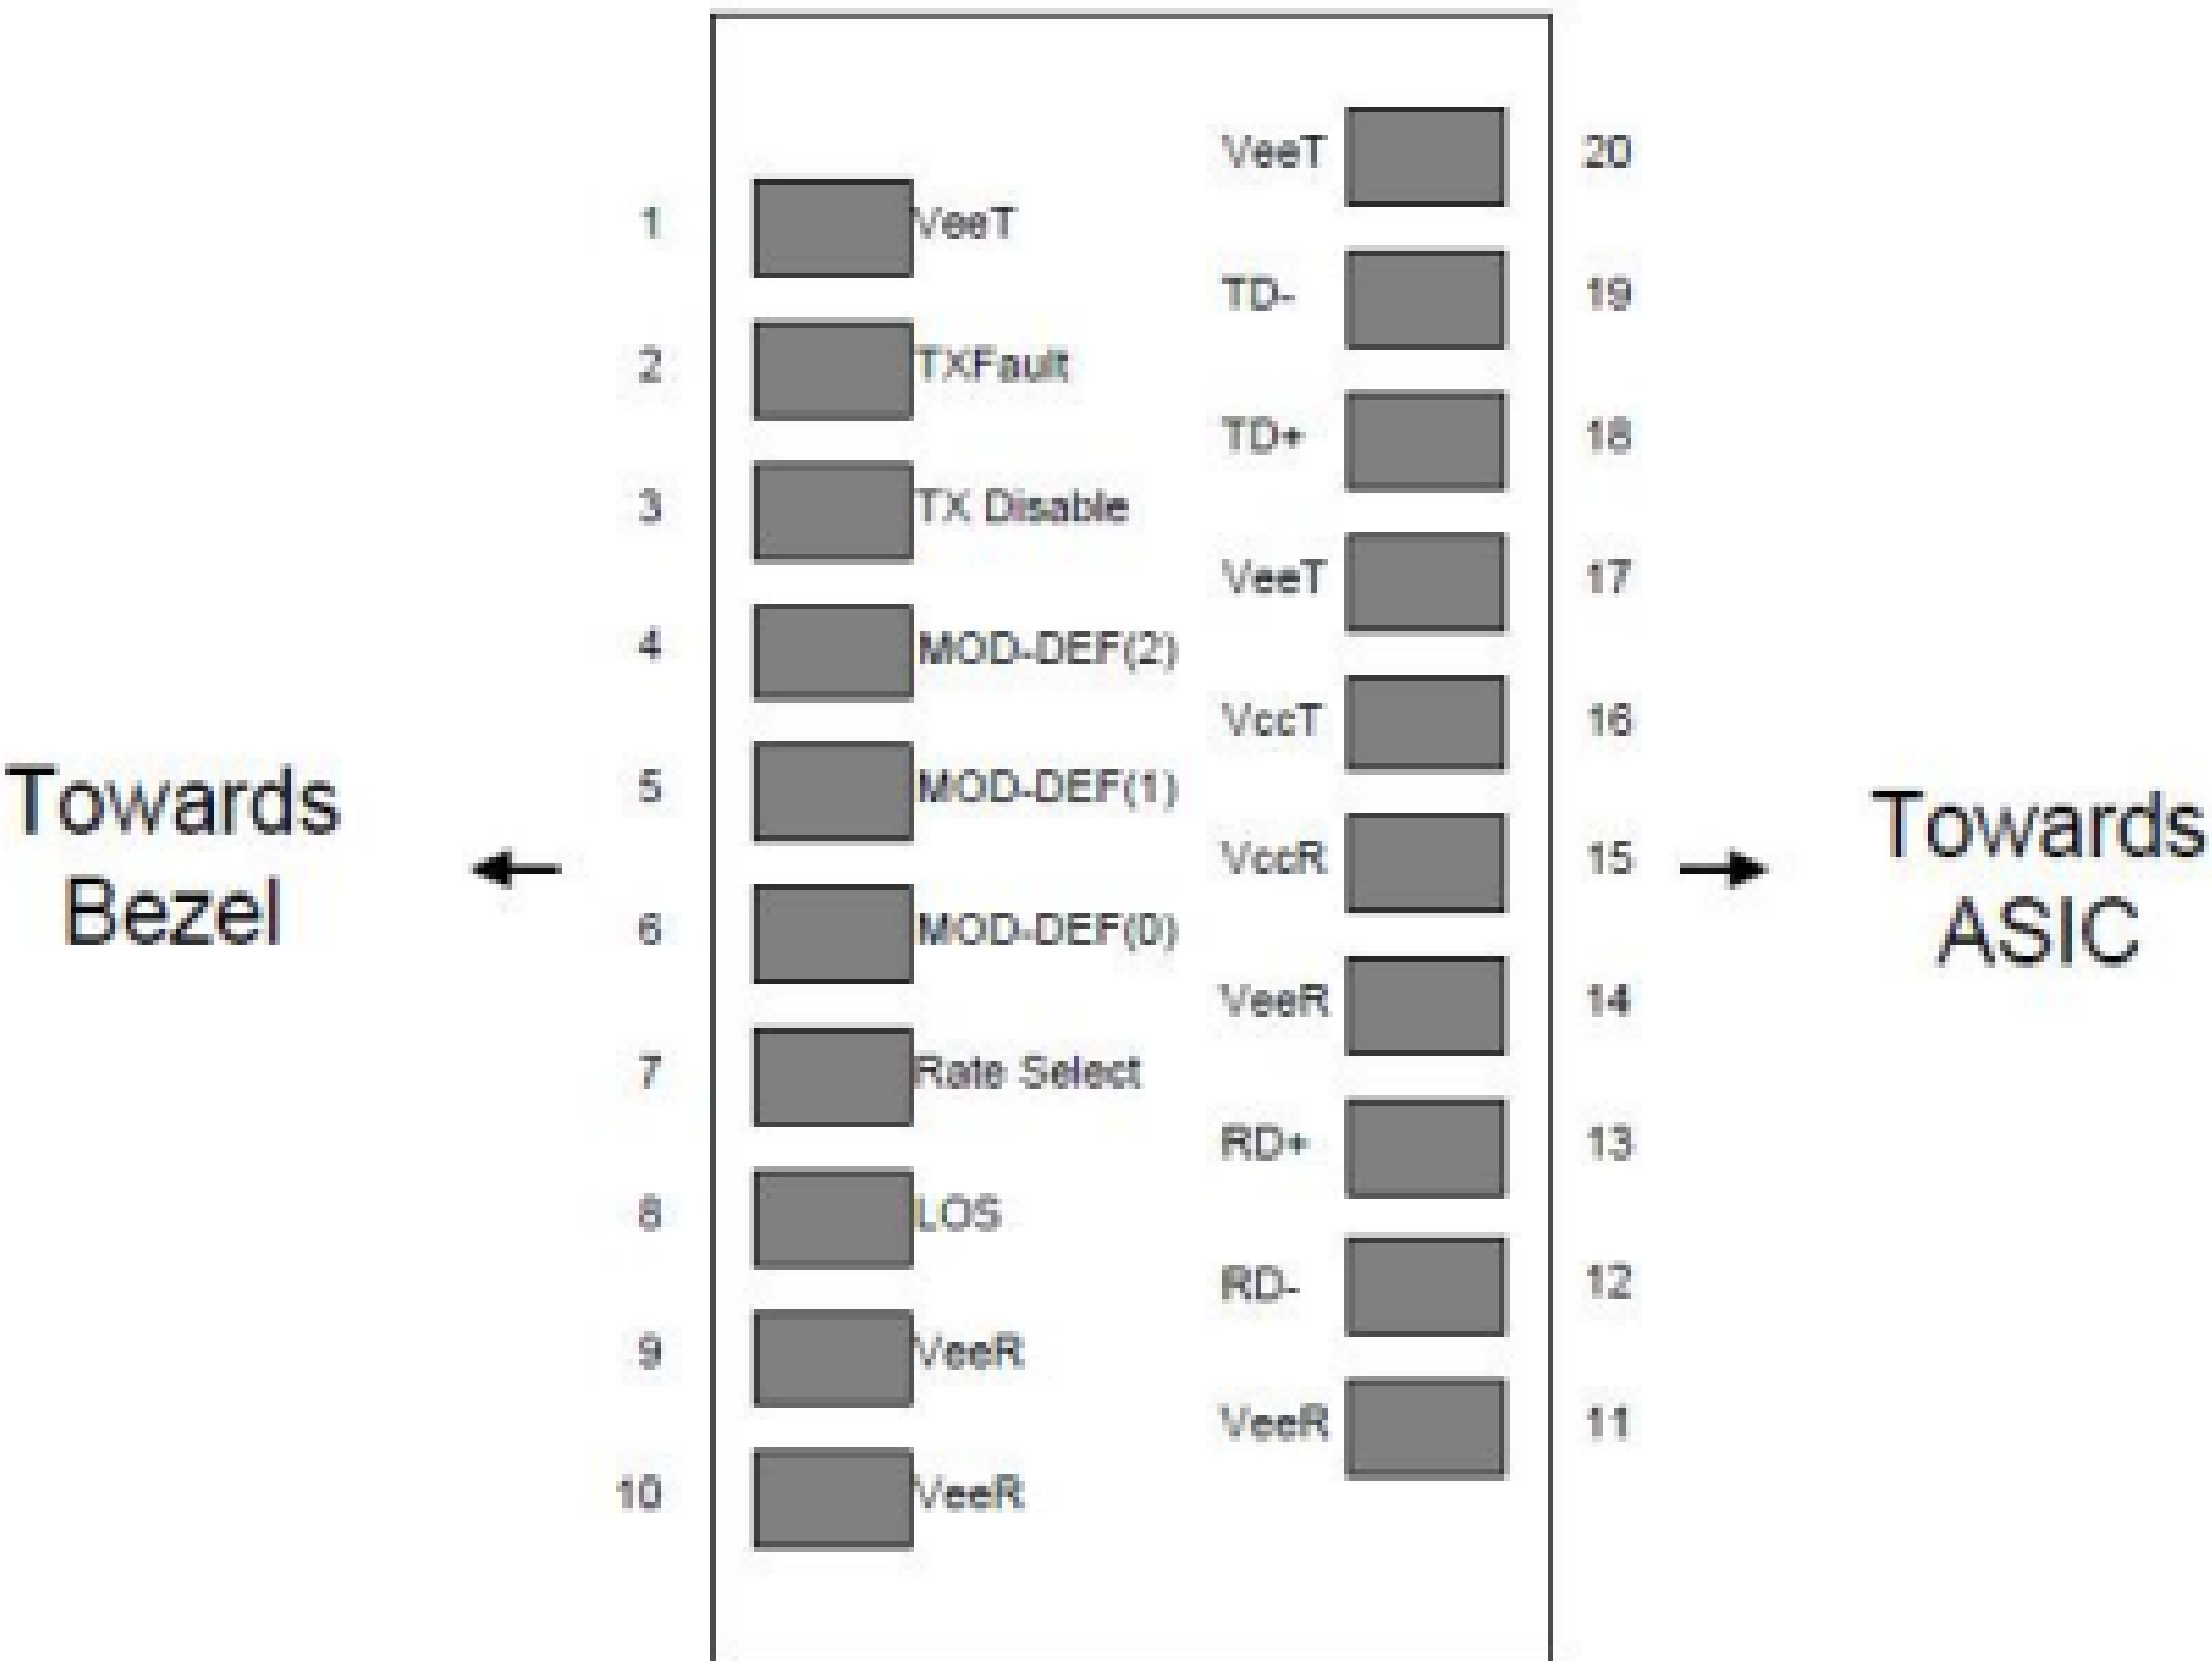 VeeT 20
1 VeeT
TD- 19
2 TXFault
TD+ 18
3 TX Disable
VeeT 17
4 MOD-DEF(2)
VccT 16
5 MOD-DEF(1)
Towards
Bezel
VccR 15
Towards
ASIC
6 MOD-DEF(0)
VeeR 14
7 Rate Select
RD+ 13
8 LOS
RD- 12
9 VeeR
VeeR 11
10 VeeR